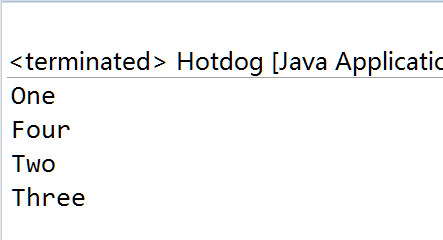 <terminated> Hotdog [Java Applicatio
One
Four
Two
Three